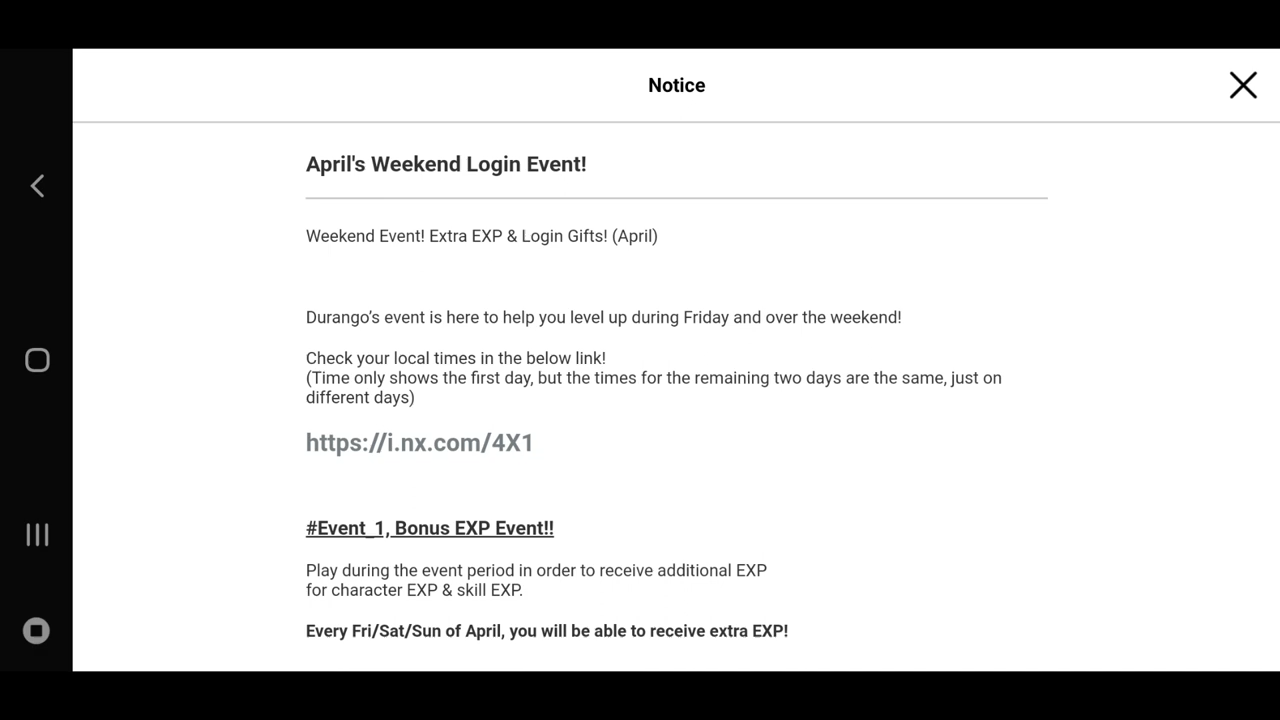 Notice
April's Weekend Login Event!
Weekend Event! Extra EXP & Login Gifts! (April)
Durango’s event is here to help you level up during Friday and over the weekend!
Check your local times in the below link!
(Time only shows the first day, but the times for the remaining two days are the same, just on
different days)
https://i.nx.com/4X1
#Event_1, Bonus EXP Event!!
Play during the event period in order to receive additional EXP
for character EXP & skill EXP.
Every Fri/Sat/Sun of April, you will be able to receive extra EXP!